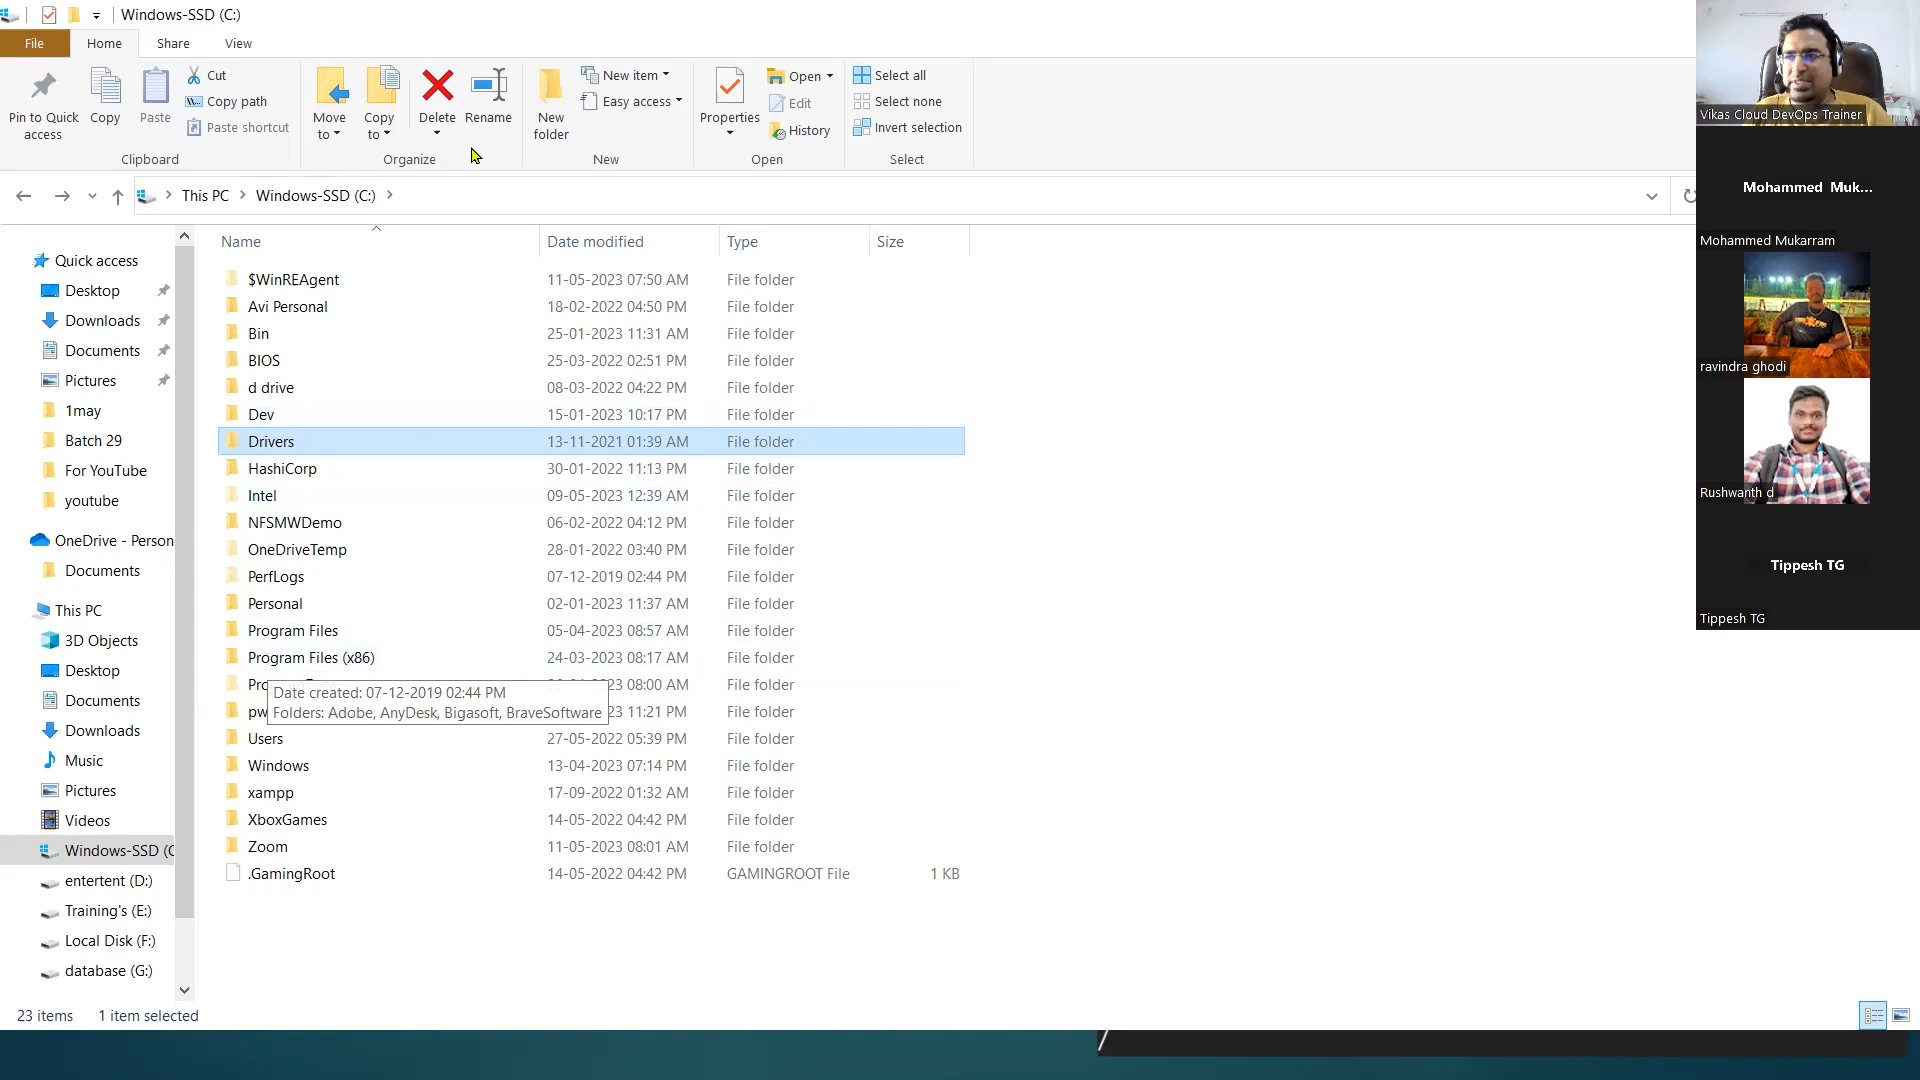 Windows-SSD (C:)
File
Home
Share
View
Pin to Quick
access
Copy
Paste
Cut
Copy path
Paste shortcut
Clipboard
Move
to
Copy
to
Delete
Rename
Organize
New
folder
New item
Easy access
New
Properties
Open
Edit
History
Open
Select all
Select none
Invert selection
Select
This PC
Windows-SSD (C:)
Quick access
Desktop
Downloads
Documents
Pictures
1may
Batch 29
For YouTube
youtube
OneDrive - Person
Documents
This PC
3D Objects
Desktop
Documents
Downloads
Music
Pictures
Videos
Windows-SSD (C
entertent (D:)
Training's (E:)
Local Disk (F:)
database (G:)
Name Date modified Type Size
$WinREAgent 11-05-2023 07:50 AM File folder
Avi Personal 18-02-2022 04:50 PM File folder
Bin 25-01-2023 11:31 AM File folder
BIOS 25-03-2022 02:51 PM File folder
d drive 08-03-2022 04:22 PM File folder
Dev 15-01-2023 10:17 PM File folder
Drivers 13-11-2021 01:39 AM File folder
HashiCorp 30-01-2022 11:13 PM File folder
Intel 09-05-2023 12:39 AM File folder
NFSMWDemo 06-02-2022 04:12 PM File folder
OneDriveTemp 28-01-2022 03:40 PM File folder
PerfLogs 07-12-2019 02:44 PM File folder
Personal 02-01-2023 11:37 AM File folder
Program Files 05-04-2023 08:57 AM File folder
Program Files (x86) 24-03-2023 08:17 AM File folder
Pro 23 08:00 AM File folder
Date created: 07-12-2019 02:44 PM
Folders: Adobe, AnyDesk, Bigasoft, BraveSoftware
pw 23 11:21 PM File folder
Users 27-05-2022 05:39 PM File folder
Windows 13-04-2023 07:14 PM File folder
xampp 17-09-2022 01:32 AM File folder
XboxGames 14-05-2022 04:42 PM File folder
Zoom 11-05-2023 08:01 AM File folder
.GamingRoot 14-05-2022 04:42 PM GAMINGROOT File 1 KB
23 items
1 item selected
Vikas Cloud DevOps Trainer
Mohammed Muk...
Mohammed Mukarram
ravindra ghodi
Rushwanth d
Tippesh TG
Tippesh TG